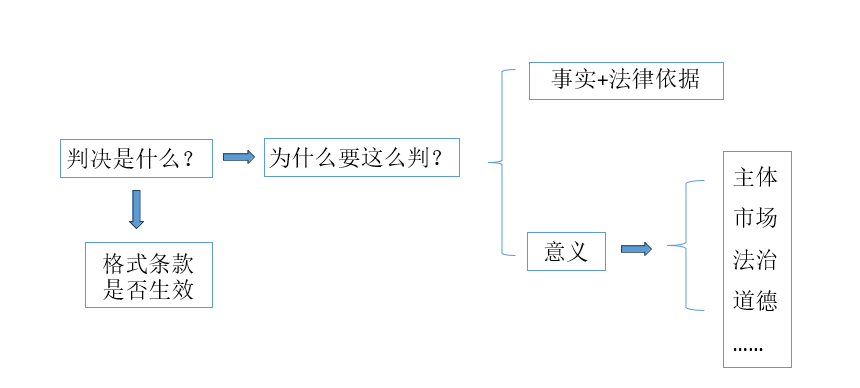 事实+法律依据
判决是什么？
为什么要这么判？
格式条款
是否生效
意义
主体
市场
法治
道德
……